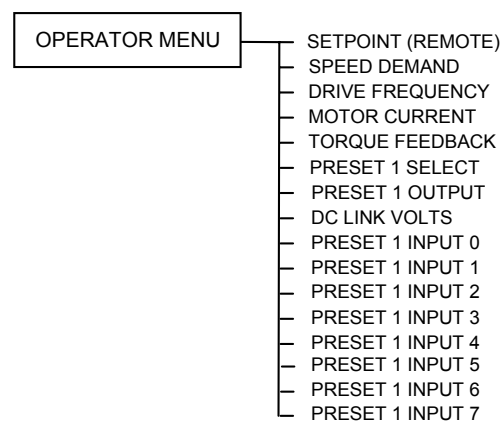 OPERATOR MENU
SETPOINT (REMOTE)
SPEED DEMAND
DRIVE FREQUENCY
MOTOR CURRENT
TORQUE FEEDBACK
PRESET 1 SELECT
PRESET 1 OUTPUT
DC LINK VOLTS
PRESET 1 INPUT 0
PRESET 1 INPUT 1
PRESET 1 INPUT 2
PRESET 1 INPUT 3
PRESET 1 INPUT 4
PRESET 1 INPUT 5
PRESET 1 INPUT 6
PRESET 1 INPUT 7